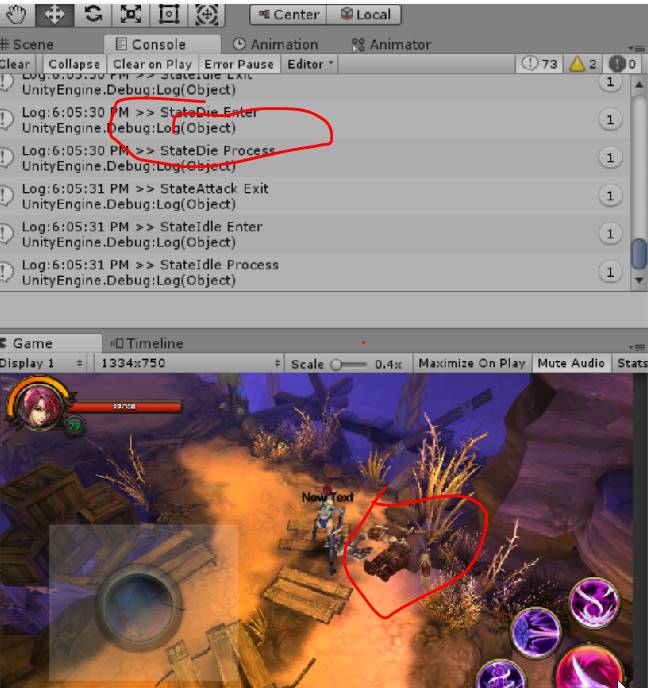 Center Local
Scene Console Animation Animator
Clear Collapse Clear on Play Error Pause Editor 73 2 0
Log:6:05:30 PM >> StateIdle Exit
UnityEngine.Debug:Log(Object) 1
Log:6:05:30 PM >> StateDie Enter
UnityEngine.Debug:Log(Object) 1
Log:6:05:30 PM >> StateDie Process
UnityEngine.Debug:Log(Object) 1
Log:6:05:31 PM >> StateAttack Exit
UnityEngine.Debug:Log(Object) 1
Log:6:05:31 PM >> StateIdle Enter
UnityEngine.Debug:Log(Object) 1
Log:6:05:31 PM >> StateIdle Process
UnityEngine.Debug:Log(Object) 1
Game Timeline
Display 1 1334x750 Scale 0.4x Maximize On Play Mute Audio Stats
79
New Text